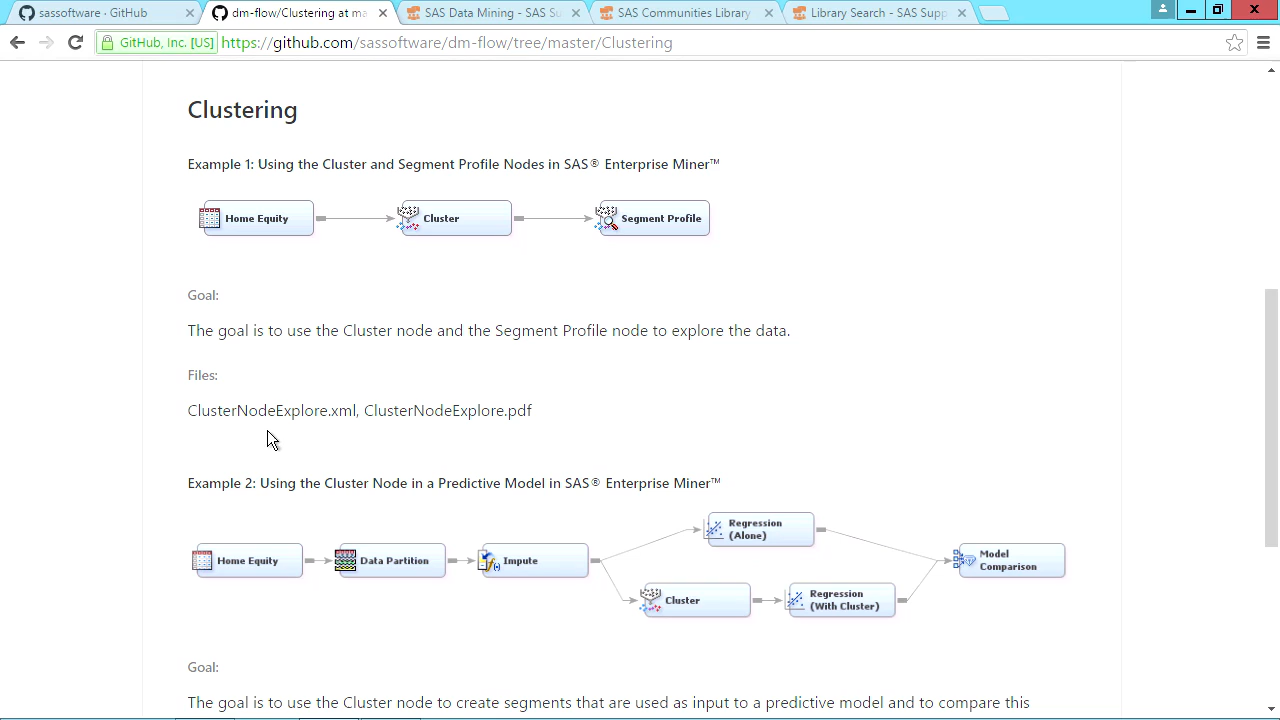 sassoftware · GitHub
dm-flow/Clustering at ma
SAS Data Mining - SAS Su
SAS Communities Library
Library Search - SAS Supp
GitHub, Inc. [US]
https://github.com/sassoftware/dm-flow/tree/master/Clustering
Clustering
Example 1: Using the Cluster and Segment Profile Nodes in SAS® Enterprise Miner™
Home Equity
Cluster
Segment Profile
Goal:
The goal is to use the Cluster node and the Segment Profile node to explore the data.
Files:
ClusterNodeExplore.xml, ClusterNodeExplore.pdf
Example 2: Using the Cluster Node in a Predictive Model in SAS® Enterprise Miner™
Regression
(Alone)
Home Equity
Data Partition
Impute
Model
Comparison
Cluster
Regression
(With Cluster)
Goal:
The goal is to use the Cluster node to create segments that are used as input to a predictive model and to compare this